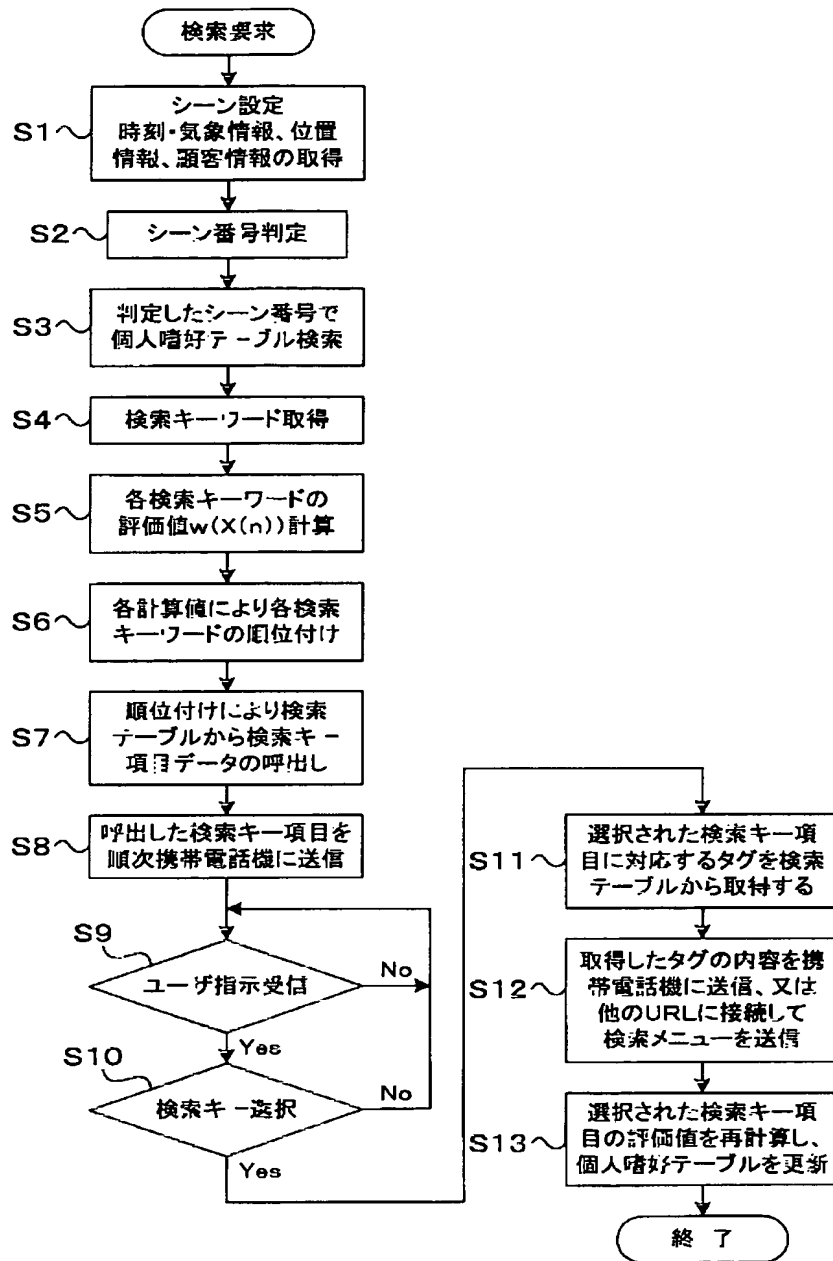 検索要求
S1
シーン設定
時刻・気象情報、位置
情報、顧客情報の取得
S2
シーン番号判定
S3
判定したシーン番号で
個人嗜好テーブル検索
S4
検索キーワード取得
S5
各検索キーワードの
評価値w(X(n))計算
S6
各計算値により各検索
キーワードの順位付け
S7
順位付けにより検索
テーブルから検索キー
項目データの呼出し
S8
呼出した検索キー項目を
順次携帯電話機に送信
S9
ユーザ指示受信
No
Yes
S10
検索キー選択
No
Yes
S11
選択された検索キー項
目に対応するタグを検索
テーブルから取得する
S12
取得したタグの内容を携
帯電話機に送信、又は
他のURLに接続して
検索メニューを送信
S13
選択された検索キー項
目の評価値を再計算し、
個人嗜好テーブルを更新
終了